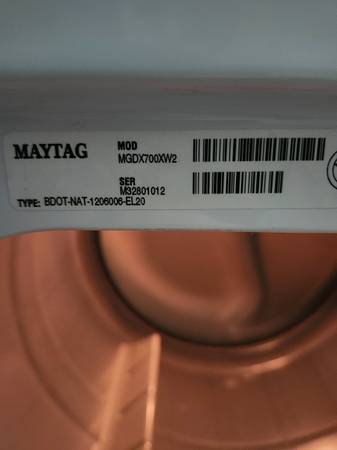 MAYTAG
MOD
MGDX700XW2
SER
M32801012
TYPE: BDOT-NAT-1206006-EL20